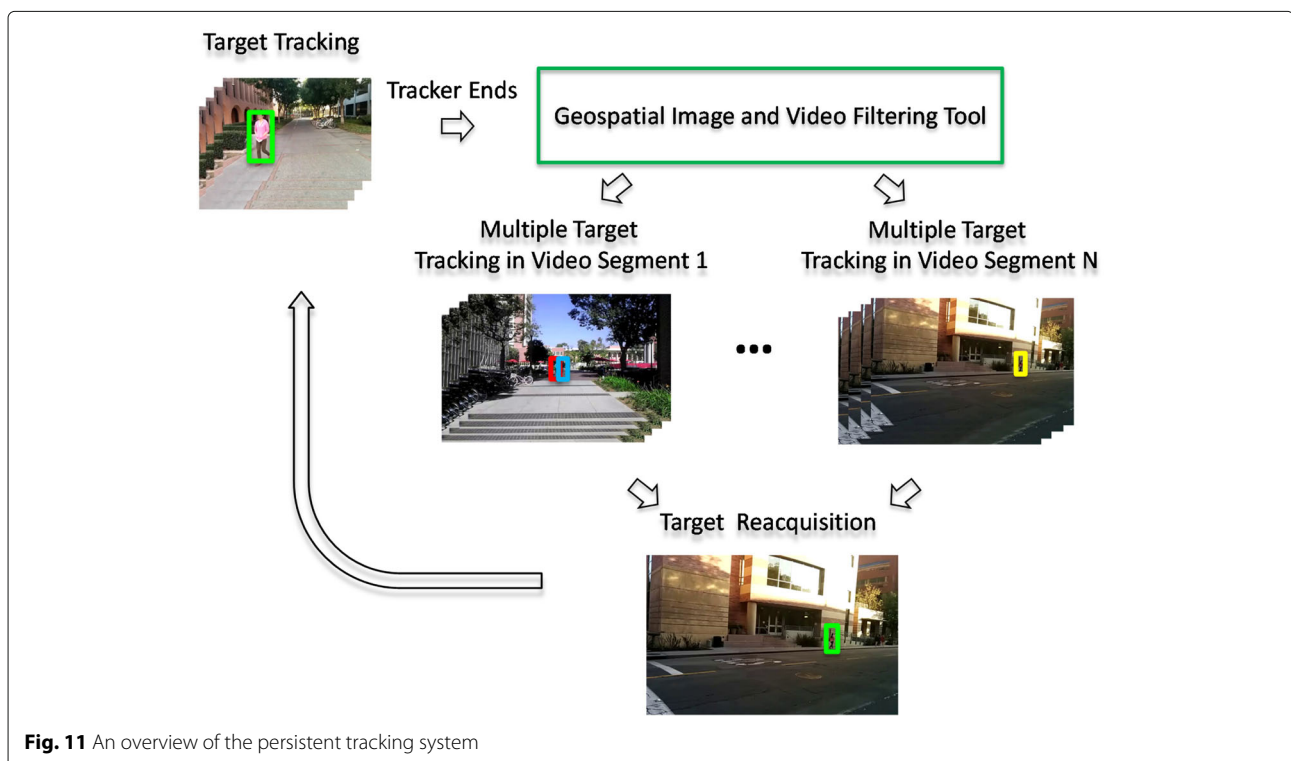 Target Tracking
Tracker Ends
Geospatial Image and Video Filtering Tool
Multiple Target
Tracking in Video Segment 1
Multiple Target
Tracking in Video Segment N
...
Target Reacquisition
Fig. 11 An overview of the persistent tracking system